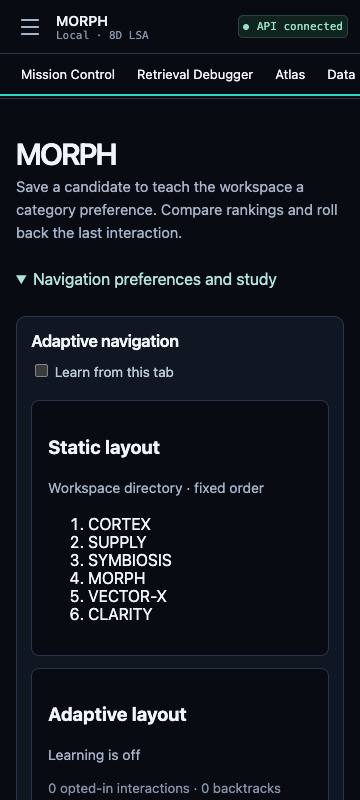 MORPH
Local · 8D LSA
● API connected
Mission Control Retrieval Debugger Atlas Data
MORPH
Save a candidate to teach the workspace a
category preference. Compare rankings and roll
back the last interaction.
▼ Navigation preferences and study
Adaptive navigation
Learn from this tab
Static layout
Workspace directory · fixed order
1. CORTEX
2. SUPPLY
3. SYMBIOSIS
4. MORPH
5. VECTOR-X
6. CLARITY
Adaptive layout
Learning is off
0 opted-in interactions · 0 backtracks